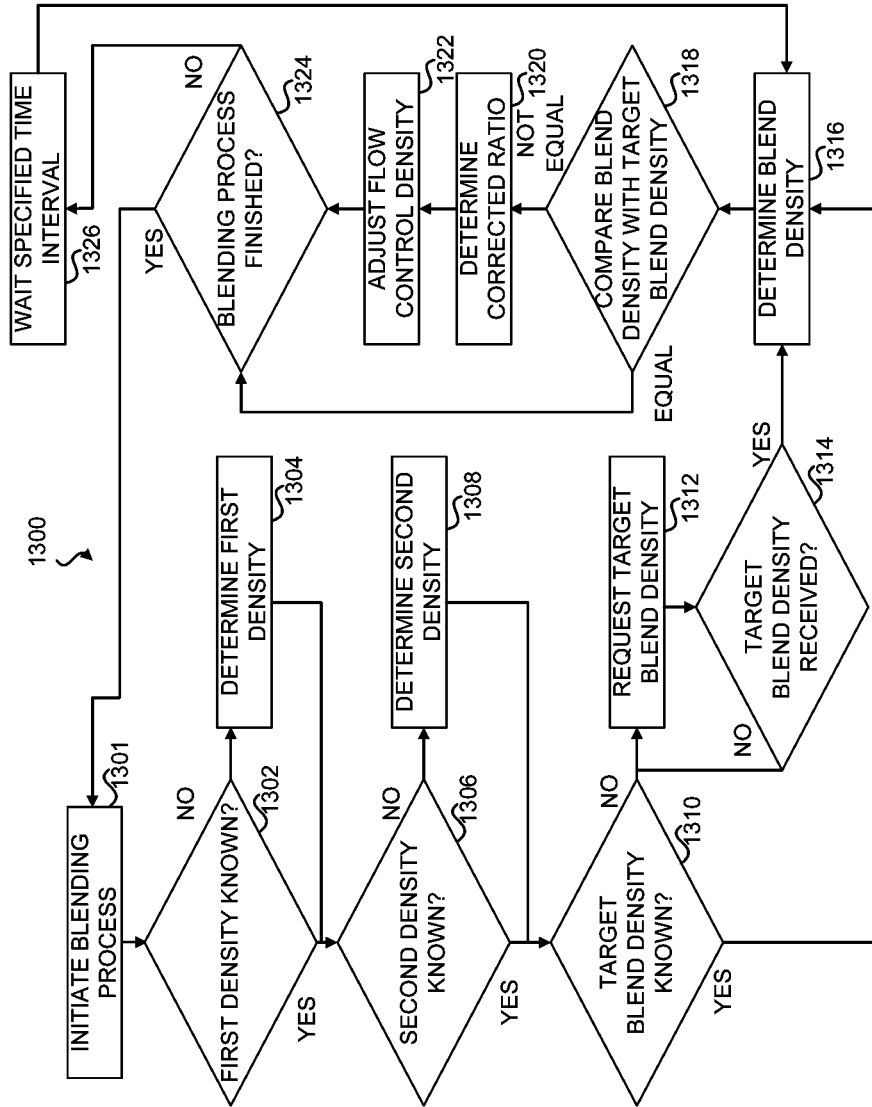 1300
INITIATE BLENDING
PROCESS
1301
FIRST DENSITY KNOWN?
1302
NO
YES
DETERMINE FIRST
DENSITY
1304
SECOND DENSITY
KNOWN?
1306
NO
YES
DETERMINE SECOND
DENSITY
1308
TARGET
BLEND DENSITY
KNOWN?
1310
NO
YES
REQUEST TARGET
BLEND DENSITY
1312
TARGET
BLEND DENSITY
RECEIVED?
1314
NO
YES
DETERMINE BLEND
DENSITY
1316
COMPARE BLEND
DENSITY WITH TARGET
BLEND DENSITY
1318
EQUAL
NOT
EQUAL
DETERMINE
CORRECTED RATIO
1320
ADJUST FLOW
CONTROL DENSITY
1322
BLENDING PROCESS
FINISHED?
1324
YES
NO
WAIT SPECIFIED TIME
INTERVAL
1326